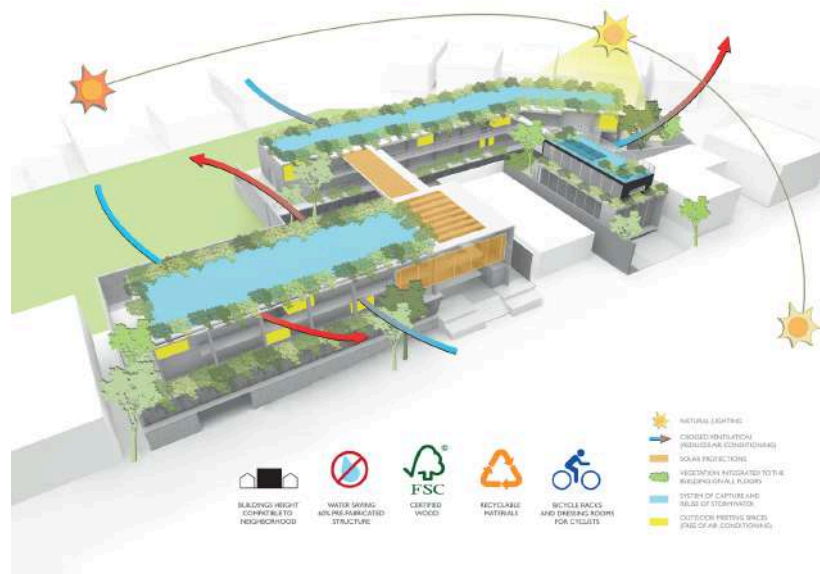 BUILDINGS HEIGHT
COMPATIBLE TO
NEIGHBORHOOD
WATER SAVING
60% PRE-FABRICATED
STRUCTURE
©
FSC
CERTIFIED
WOOD
RECYCLABLE
MATERIALS
BICYCLE RACKS
AND DRESSING ROOMS
FOR CYCLISTS
NATURAL LIGHTING
CROSSED VENTILATION
(REDUCES AIR CONDITIONING)
SOLAR PROTECTIONS
VEGETATION INTEGRATED TO THE
BUILDING ON ALL FLOORS
SYSTEM OF CAPTURE AND
REUSE OF STORMWATER
OUTDOOR MEETING SPACES
(FREE OF AIR CONDITIONING)